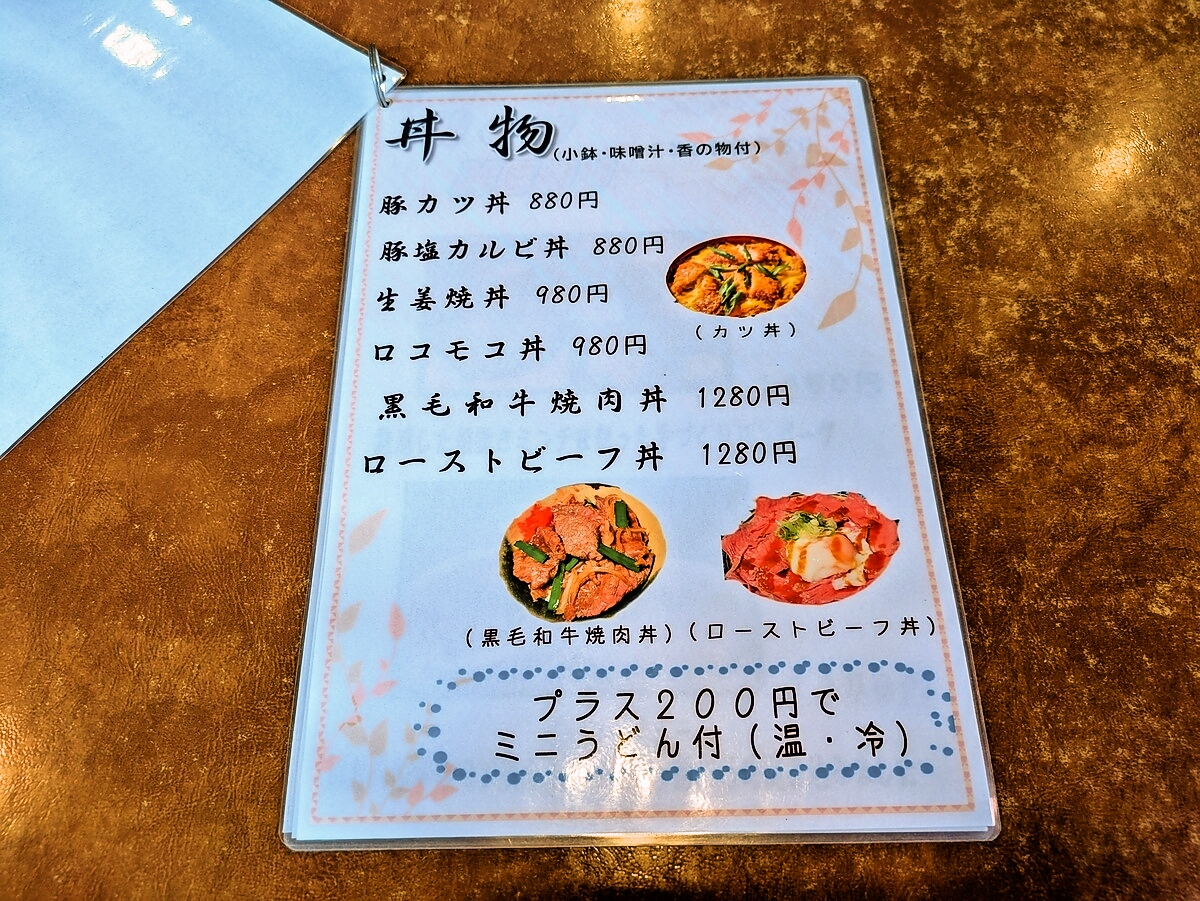 丼物
(小鉢・味噌汁・香の物付)
豚カツ丼 880円
豚塩カルビ丼 880円
生姜焼丼 980円
ロコモコ丼 980円
黒毛和牛焼肉丼 1280円
ローストビーフ丼 1280円
(カツ丼)
(黒毛和牛焼肉丼)(ローストビーフ丼)
プラス200円で
ミニうどん付(温・冷)